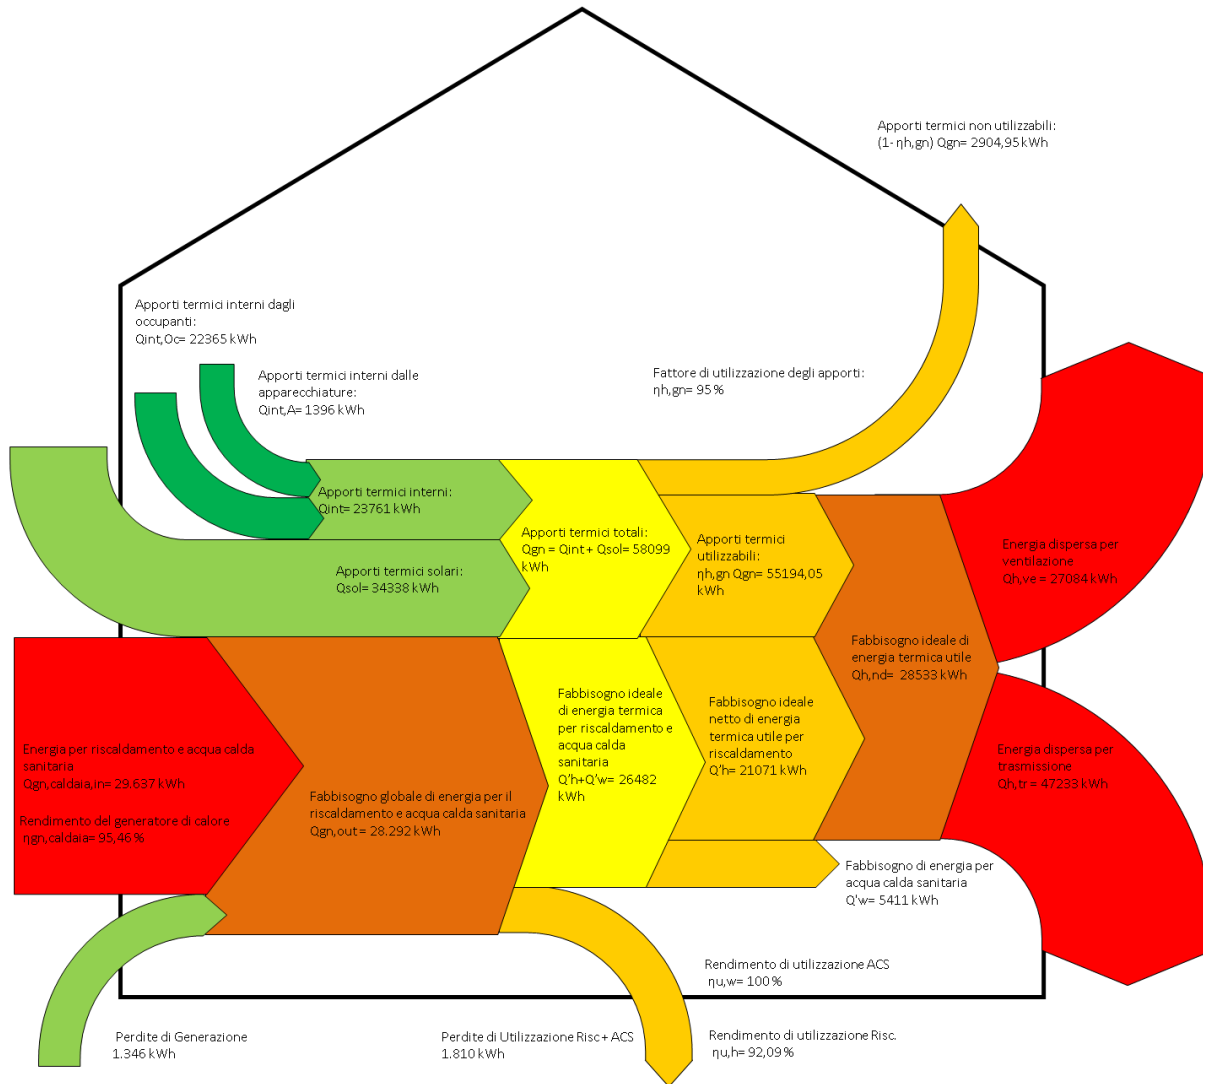 Apporti termici non utilizzabili:
(1- ηh,gn) Qgn= 2904,95 kWh
Apporti termici interni dagli
occupanti:
Qint,Oc= 22365 kWh
Apporti termici interni dalle
apparecchiature:
Qint,A= 1396 kWh
Fattore di utilizzazione degli apporti:
ηh,gn= 95 %
Apporti termici interni:
Qint= 23761 kWh
Apporti termici solari:
Qsol= 34338 kWh
Apporti termici totali:
Qgn = Qint + Qsol= 58099
kWh
Apporti termici
utilizzabili:
ηh,gn Qgn= 55194,05
kWh
Energia dispersa per
ventilazione
Qh,ve = 27084 kWh
Fabbisogno ideale di
energia termica utile
Qh,nd= 28533 kWh
Energia per riscaldamento e acqua calda
sanitaria
Qgn,caldaia,in= 29.637 kWh
Rendimento del generatore di calore
ηgn,caldaia= 95,46 %
Fabbisogno globale di energia per il
riscaldamento e acqua calda sanitaria
Qgn,out= 28.292 kWh
Fabbisogno ideale
di energia termica
per riscaldamento e
acqua calda
sanitaria
Q'h+Q'w= 26482
kWh
Fabbisogno ideale
netto di energia
termica utile per
riscaldamento
Q'h= 21071 kWh
Energia dispersa per
trasmissione
Qh,tr= 47233 kWh
Fabbisogno di energia per
acqua calda sanitaria
Q'w= 5411 kWh
Rendimento di utilizzazione ACS
ηu,w= 100 %
Perdite di Generazione
1.346 kWh
Perdite di Utilizzazione Risc + ACS
1.810 kWh
Rendimento di utilizzazione Risc.
ηu,h= 92,09 %